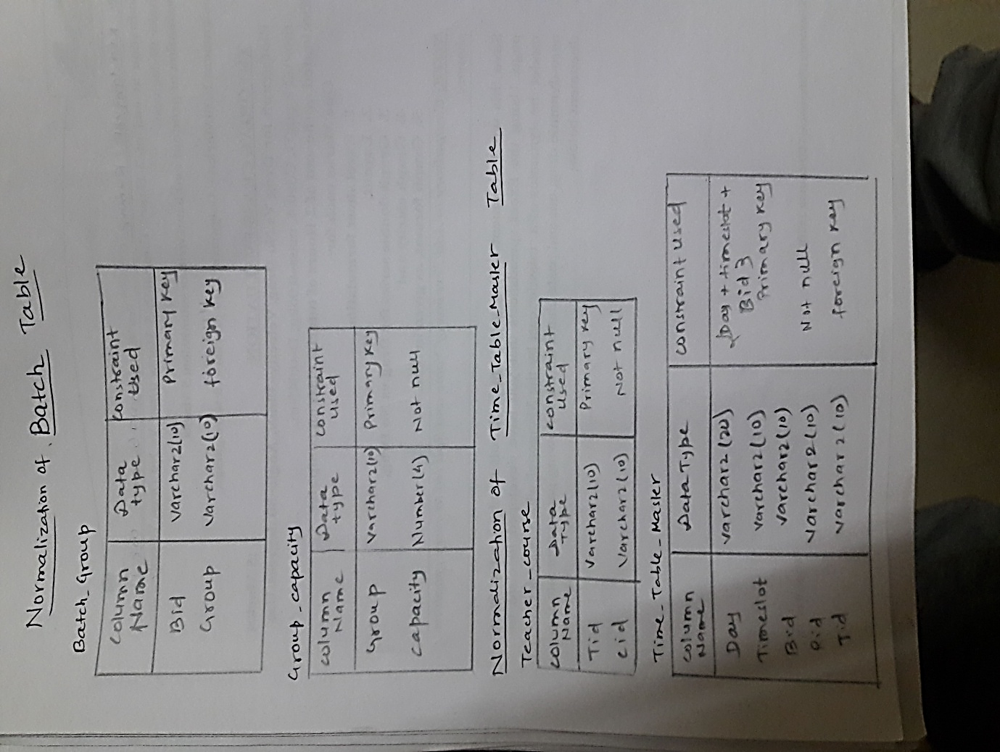 Normalization of Batch Table
Batch_Group
Column Name Data type Constraint Used
Bid Varchar2(10) Primary Key
Group Varchar2(10) foreign key
Group_capacity
Column Name Data type Constraint Used
Group Varchar2(10) Primary Key
Capacity Number(4) Not null
Normalization of Time_Table_Master Table
Teacher_course
Column Name Data Type Constraint Used
Tid Varchar2(10) Primary Key
cid Varchar2(10) Not null
Time_Table_Master
Column Name Data Type Constraint Used
Day Varchar2(20) {Day + timeslot +
Timeslot Varchar2(10) Bid}
Bid Varchar2(10) Primary Key
Varchar2(10) Not null
Tid Varchar2(10) foreign key